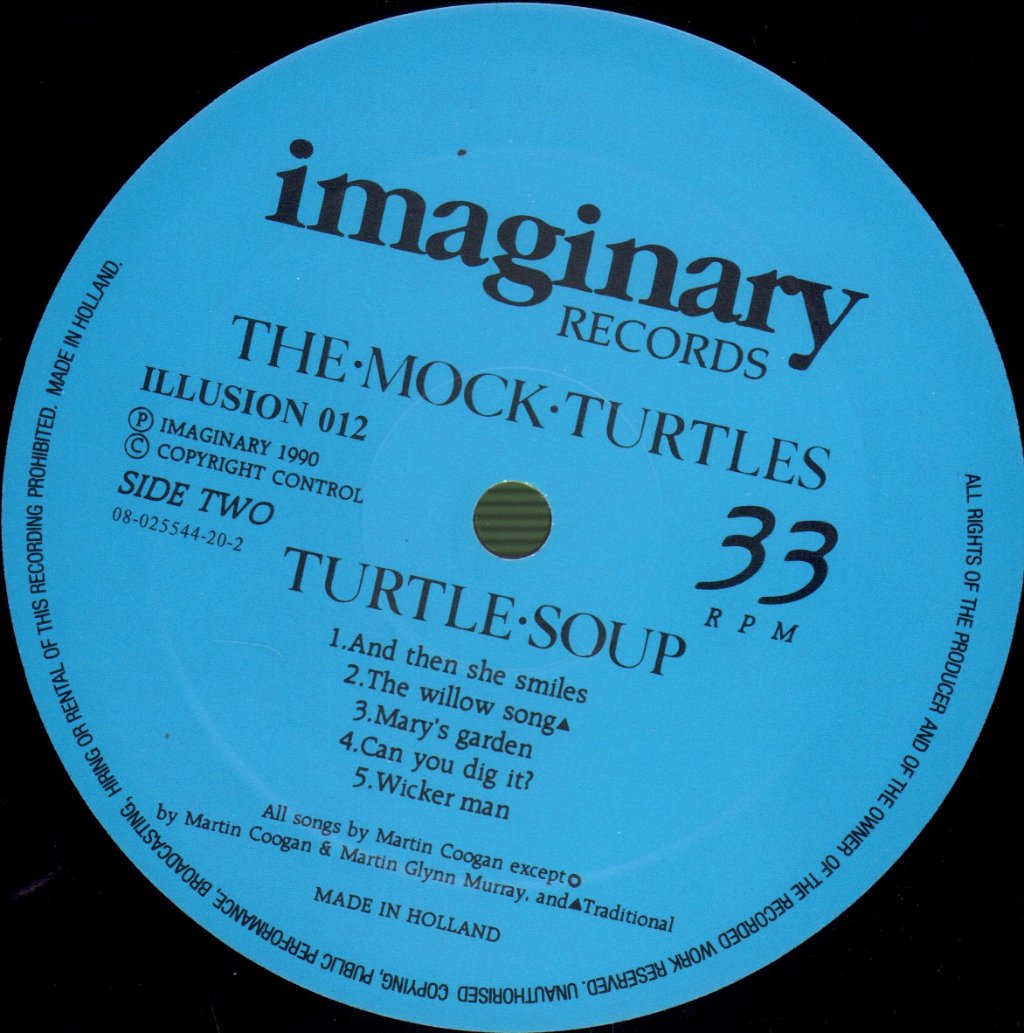 imaginary
RECORDS
THE·MOCK·TURTLES
ILLUSION 012
Ⓟ IMAGINARY 1990
© COPYRIGHT CONTROL
SIDE TWO
08-025544-20-2
33
RPM
TURTLE·SOUP
1.And then she smiles
2.The willow song▲
3.Mary's garden
4.Can you dig it?
5.Wicker man
All songs by Martin Coogan except✪
by Martin Coogan & Martin Glynn Murray, and▲Traditional
MADE IN HOLLAND
ALL RIGHTS OF THE PRODUCER AND OF THE OWNER OF THE RECORDED WORK RESERVED. UNAUTHORISED COPYING, PUBLIC PERFORMANCE, BROADCASTING, HIRING OR RENTAL OF THIS RECORDING PROHIBITED. MADE IN HOLLAND.